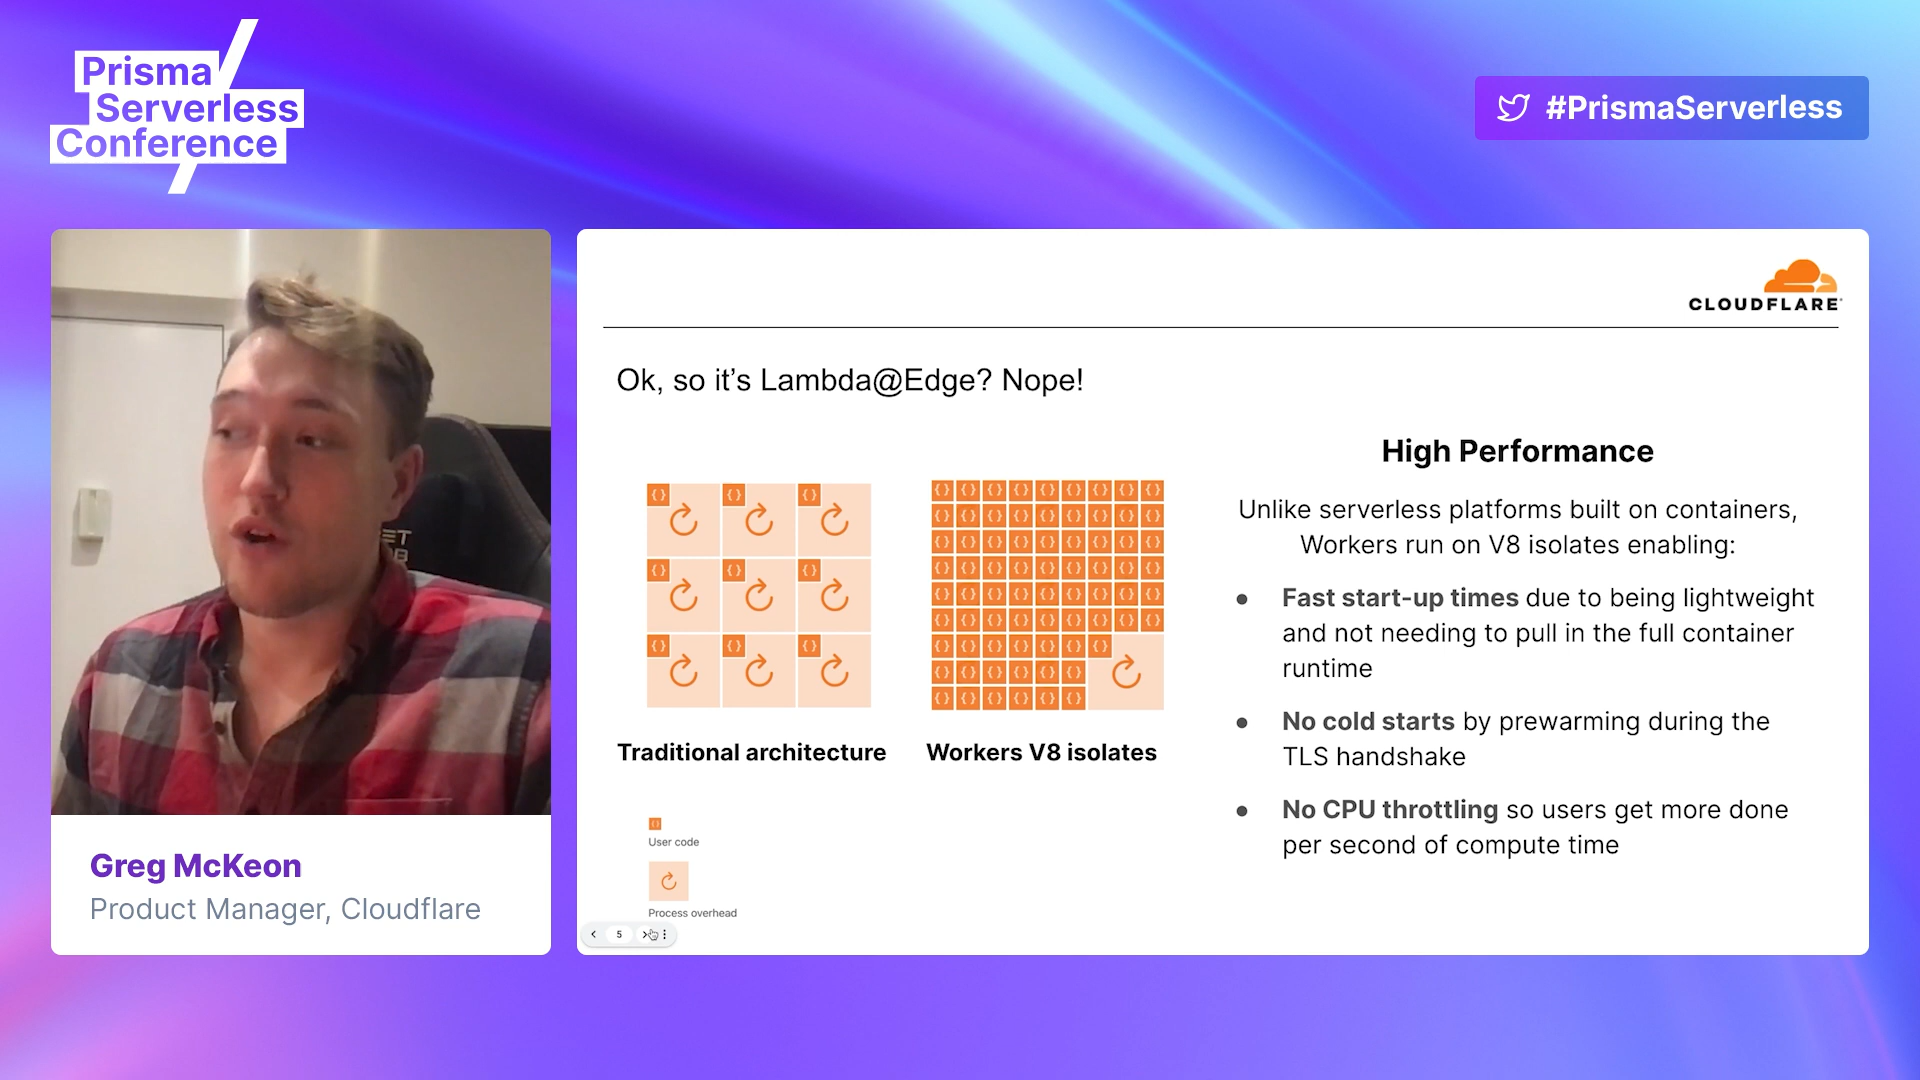 Prisma
Serverless
Conference
#PrismaServerless
CLOUDFLARE
Ok, so it's Lambda@Edge? Nope!
Traditional architecture
Workers V8 isolates
User code
Process overhead
5
High Performance
Unlike serverless platforms built on containers,
Workers run on V8 isolates enabling:
● Fast start-up times due to being lightweight
and not needing to pull in the full container
runtime
● No cold starts by prewarming during the
TLS handshake
● No CPU throttling so users get more done
per second of compute time
Greg McKeon
Product Manager, Cloudflare